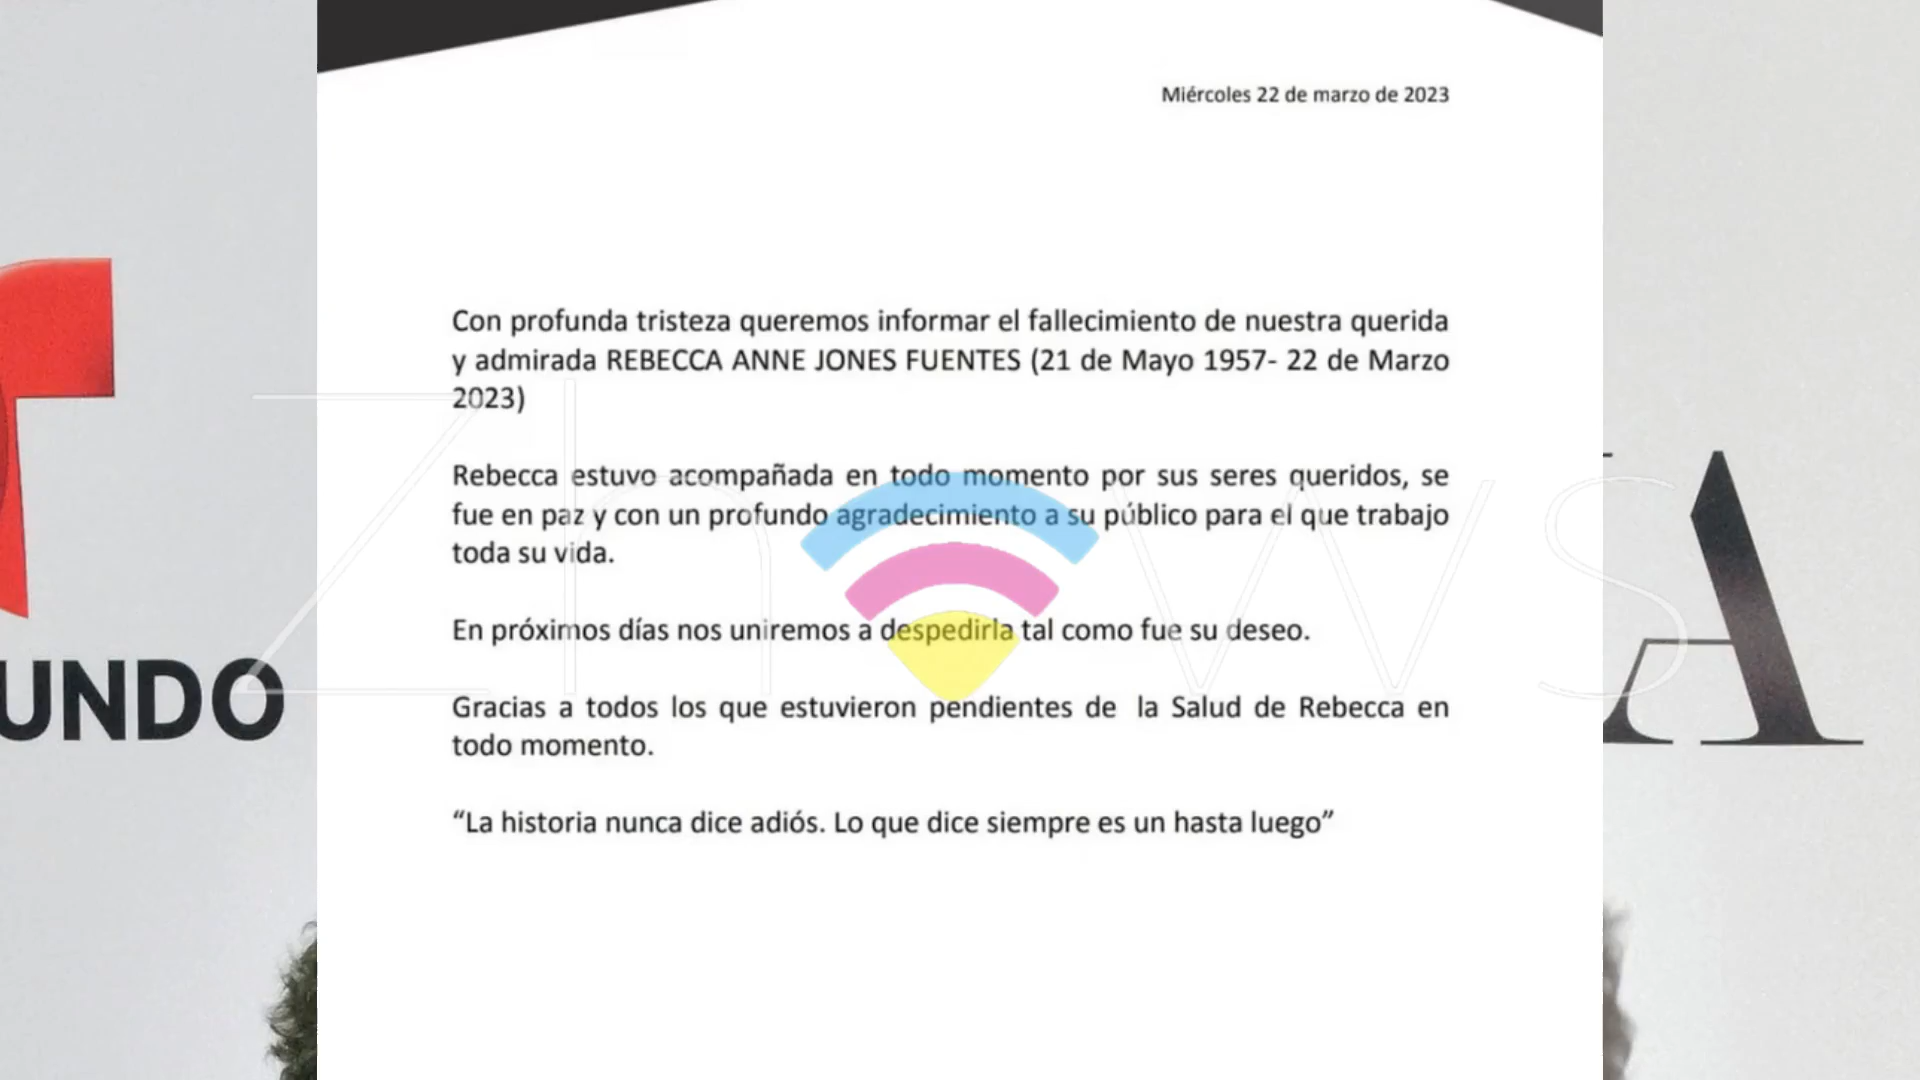 Miércoles 22 de marzo de 2023
Con profunda tristeza queremos informar el fallecimiento de nuestra querida
y admirada REBECCA ANNE JONES FUENTES (21 de Mayo 1957- 22 de Marzo
2023)
Rebecca estuvo acompañada en todo momento por sus seres queridos, se
fue en paz y con un profundo agradecimiento a su público para el que trabajo
toda su vida.
En próximos días nos uniremos a despedirla tal como fue su deseo.
Gracias a todos los que estuvieron pendientes de la Salud de Rebecca en
todo momento.
“La historia nunca dice adiós. Lo que dice siempre es un hasta luego”
UNDO
A